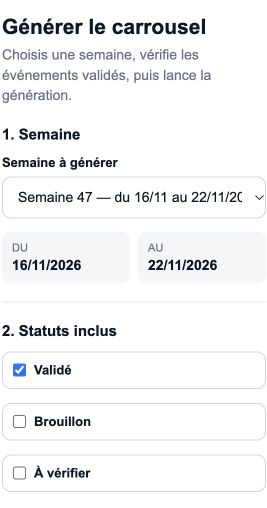 Générer le carrousel
Choisis une semaine, vérifie les
événements validés, puis lance la
génération.
1. Semaine
Semaine à générer
Semaine 47 — du 16/11 au 22/11/20
DU
16/11/2026
AU
22/11/2026
2. Statuts inclus
Validé
Brouillon
À vérifier